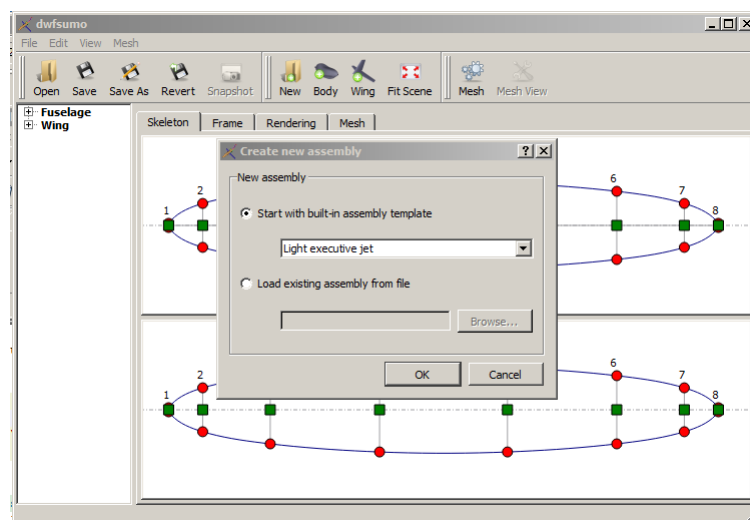 dwfsumo
File Edit View Mesh
Open Save Save As Revert Snapshot New Body Wing Fit Scene Mesh Mesh View
Fuselage
Wing
Skeleton Frame Rendering Mesh
Create new assembly
New assembly
Start with built-in assembly template
Light executive jet
Load existing assembly from file
Browse...
OK Cancel
1 2 6 7 8
1 2 6 7 8